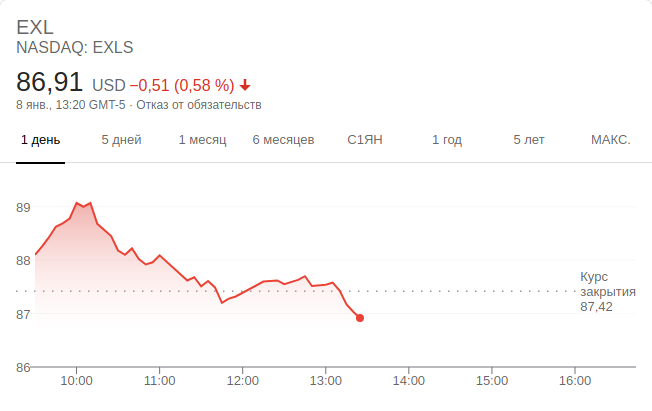 EXL
NASDAQ: EXLS
86,91 USD −0,51 (0,58 %)
8 янв., 13:20 GMT-5 · Отказ от обязательств
1 день 5 дней 1 месяц 6 месяцев С1ЯН 1 год 5 лет МАКС.
89
88
87
86
Курс
закрытия
87,42
10:00 11:00 12:00 13:00 14:00 15:00 16:00